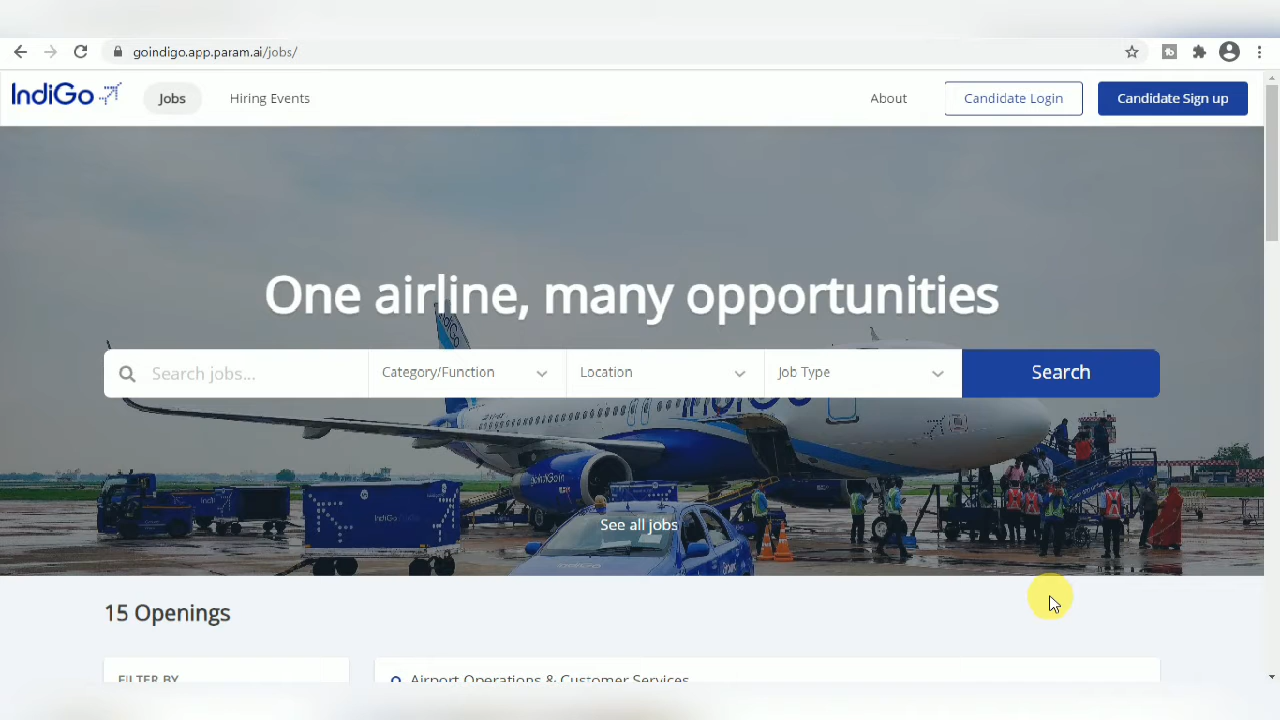 goindigo.app.param.ai/jobs/
IndiGo
Jobs
Hiring Events
About
Candidate Login
Candidate Sign up
One airline, many opportunities
Search jobs...
Category/Function
Location
Job Type
Search
See all jobs
15 Openings
FILTER BY
Airport Operations & Customer Services